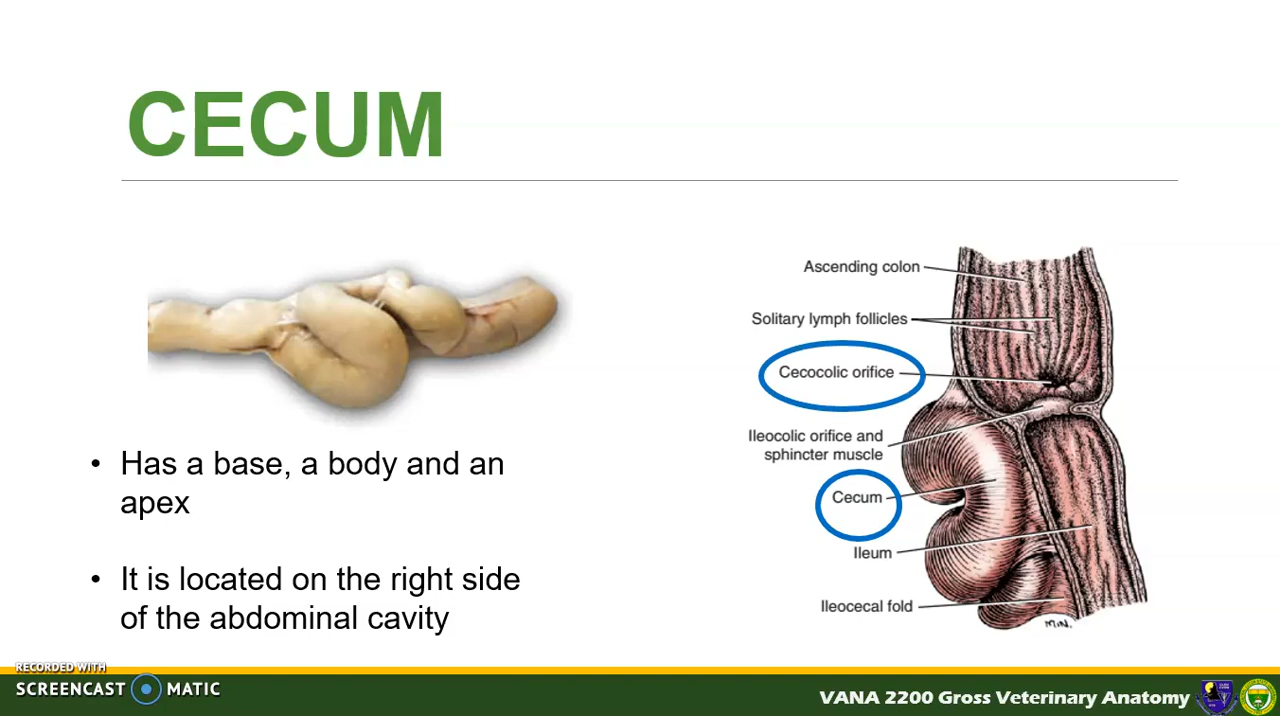 CECUM
• Has a base, a body and an
apex
• It is located on the right side
of the abdominal cavity
Ascending colon
Solitary lymph follicles
Cecocolic orifice
Ileocolic orifice and
sphincter muscle
Cecum
Ileum
Ileocecal fold
M.N.
RECORDED WITH
SCREENCAST MATIC
VANA 2200 Gross Veterinary Anatomy